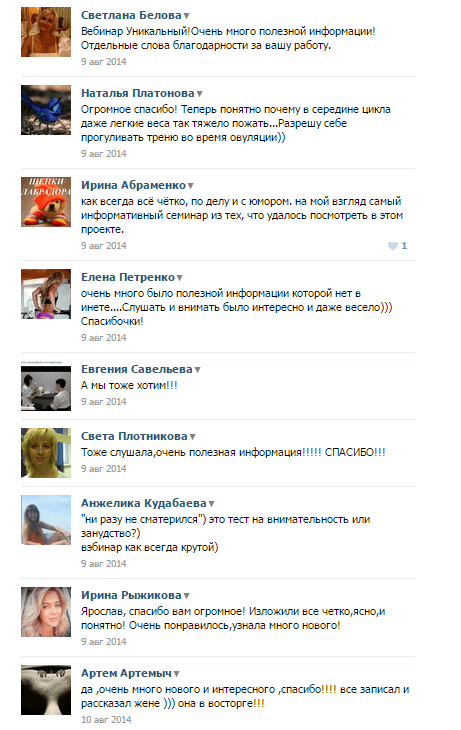 Светлана Белова
Вебинар Уникальный!Очень много полезной информации!
Отдельные слова благодарности за вашу работу.
9 авг 2014
Наталья Платонова
Огромное спасибо! Теперь понятно почему в середине цикла
даже легкие веса так тяжело пожать...Разрешу себе
прогуливать треню во время овуляции))
9 авг 2014
ЩЕНКИ
ЛАБРАДОРА
Ирина Абраменко
как всегда всё чётко, по делу и с юмором. на мой взгляд самый
информативный семинар из тех, что удалось посмотреть в этом
проекте.
9 авг 2014
1
Елена Петренко
очень много было полезной информации которой нет в
инете....Слушать и внимать было интересно и даже весело)))
Спасибочки!
9 авг 2014
Евгения Савельева
А мы тоже хотим!!!
9 авг 2014
Света Плотникова
Тоже слушала,очень полезная информация!!!!! СПАСИБО!!!
9 авг 2014
Анжелика Кудабаева
"ни разу не сматерился") это тест на внимательность или
занудство?)
вэбинар как всегда крутой)
9 авг 2014
Ирина Рыжикова
Ярослав, спасибо вам огромное! Изложили все четко,ясно,и
понятно! Очень понравилось,узнала много нового!
9 авг 2014
Артем Артемыч
да ,очень много нового и интересного ,спасибо!!!! все записал и
рассказал жене ))) она в восторге!!!
10 авг 2014